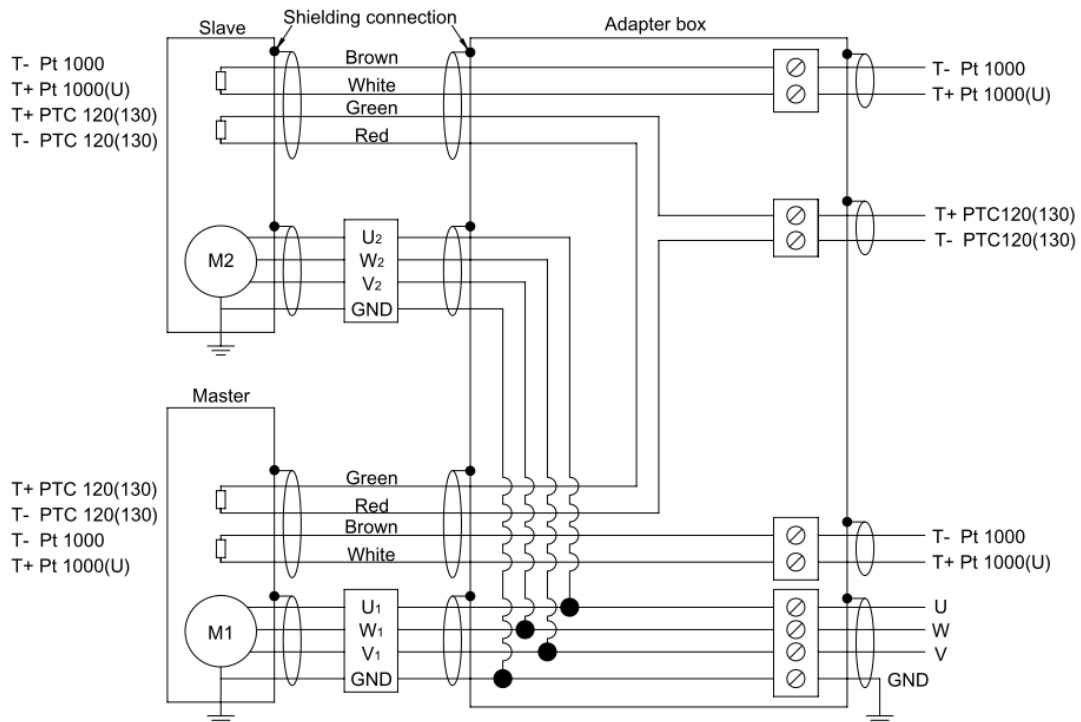 Slave
Shielding connection
Adapter box
T- Pt 1000
T+ Pt 1000(U)
T+ PTC 120(130)
T- PTC 120(130)
Brown
White
Green
Red
T- Pt 1000
T+ Pt 1000(U)
T+ PTC120(130)
T- PTC120(130)
M2
U2
W2
V2
GND
Master
T+ PTC 120(130)
T- PTC 120(130)
T- Pt 1000
T+ Pt 1000(U)
Green
Red
Brown
White
T- Pt 1000
T+ Pt 1000(U)
M1
U1
W1
V1
GND
U
W
V
GND